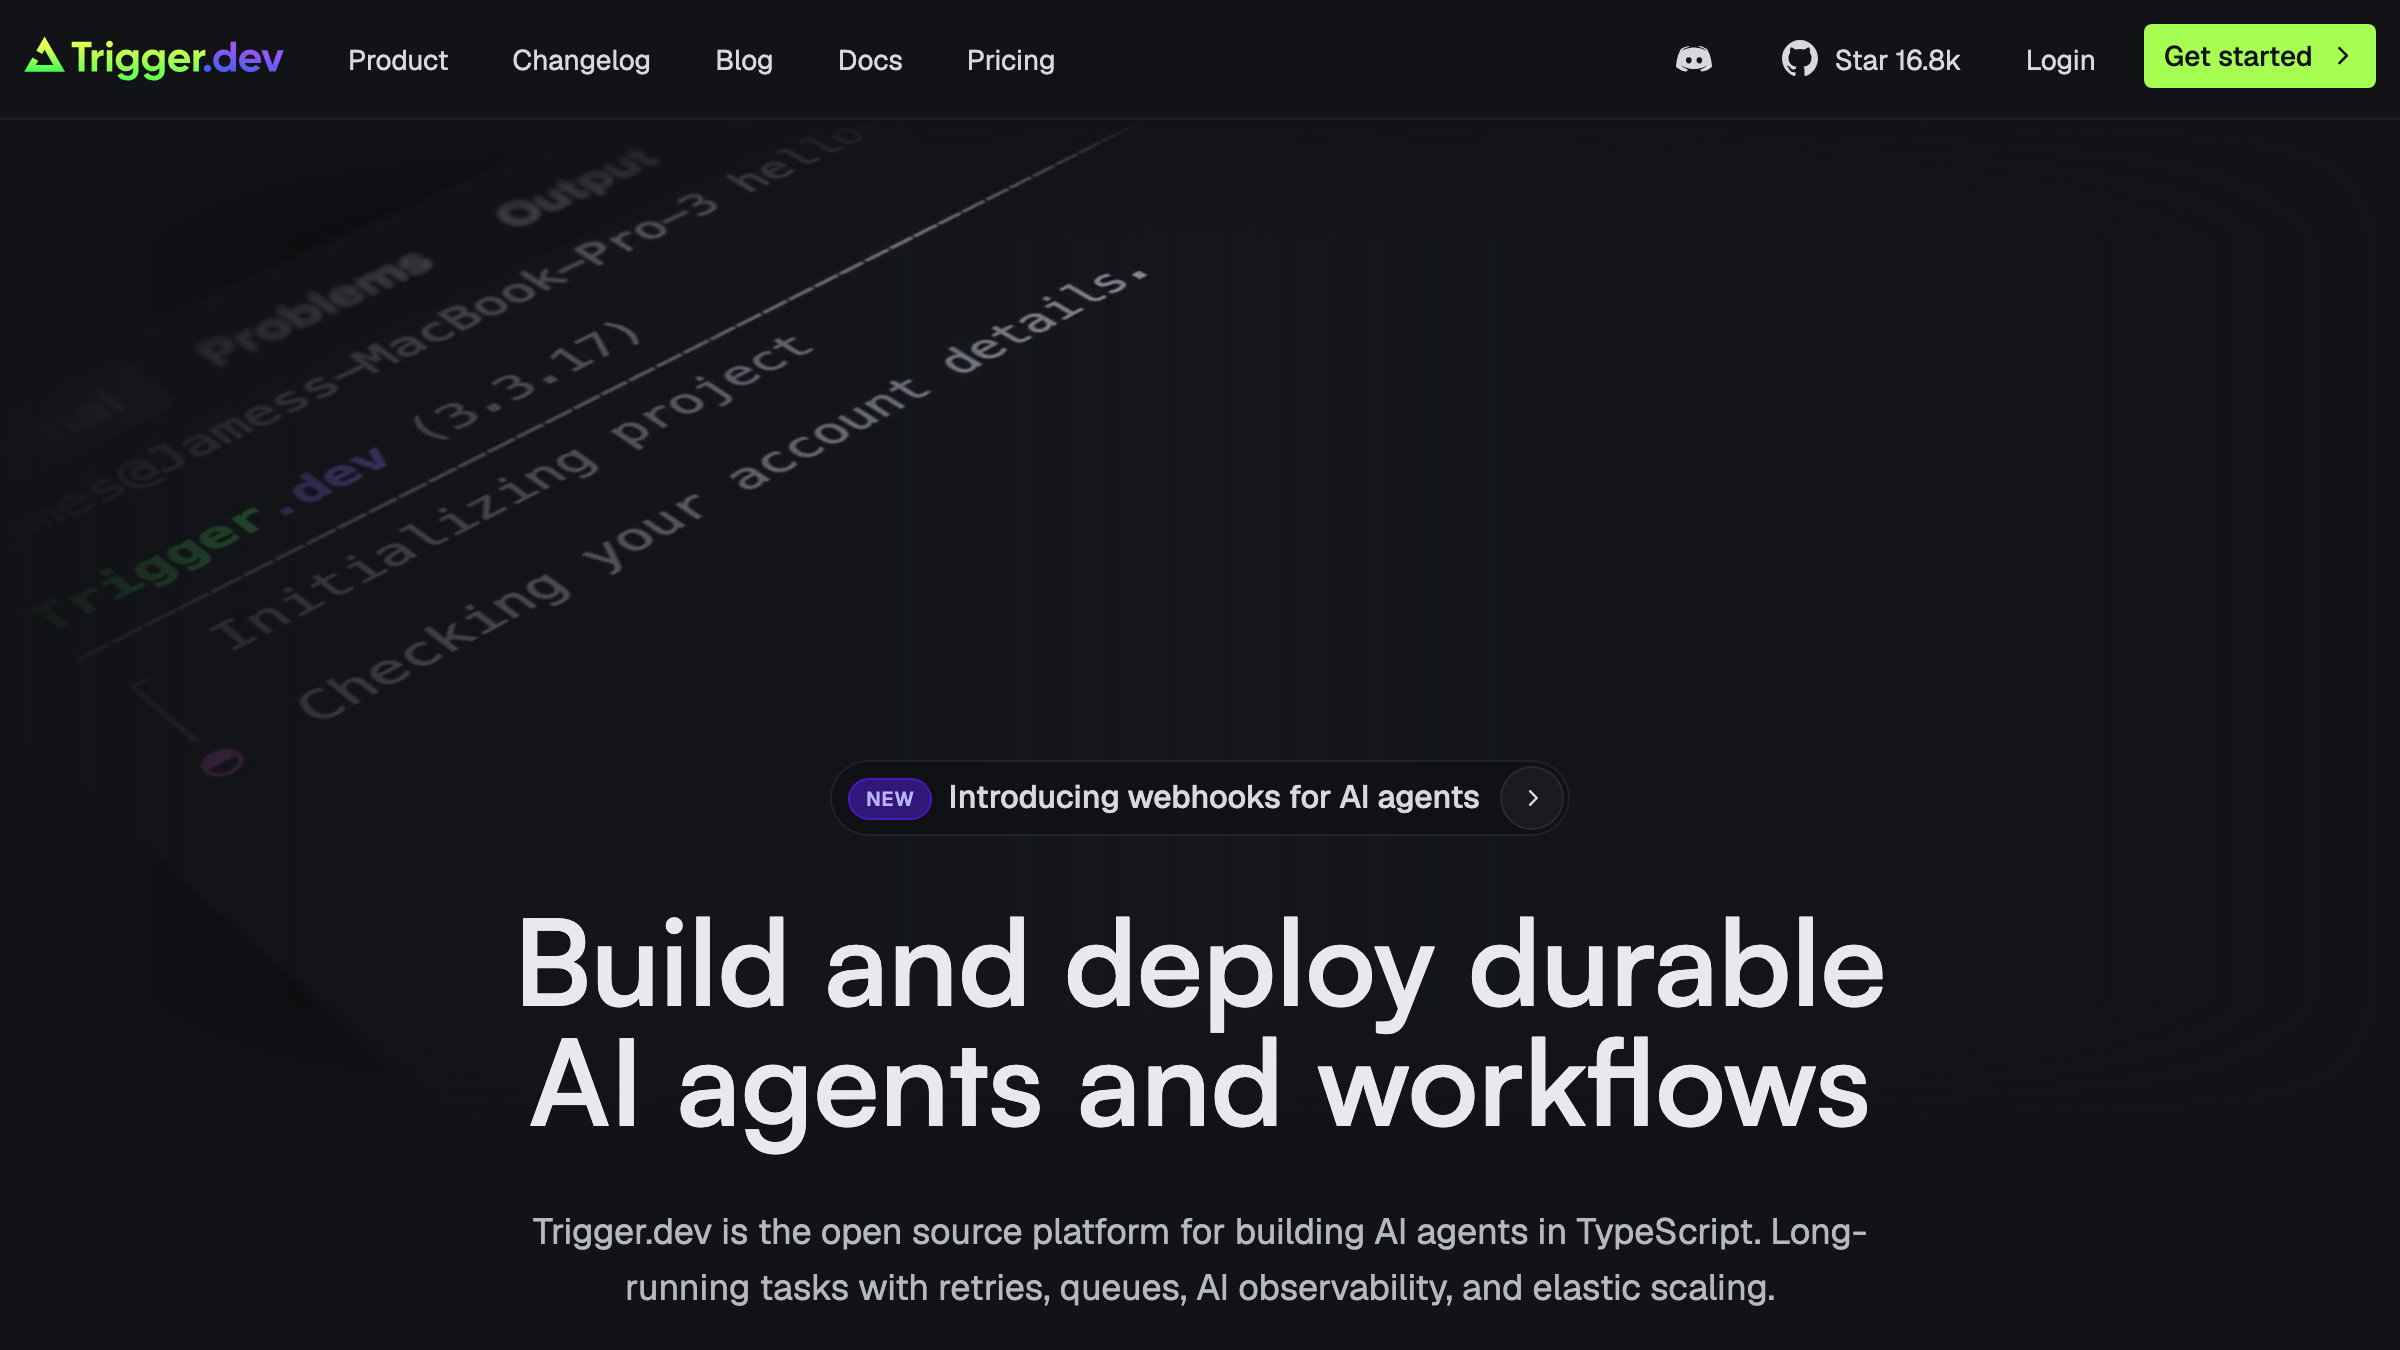 Trigger.dev
Product
Changelog
Blog
Docs
Pricing
Star 16.8k
Login
Get started
Problems Output
James-MacBook-Pro-3 hello-
Trigger.dev (3.3.17)
Initializing project
Checking your account details.
NEW Introducing webhooks for AI agents
Build and deploy durable
AI agents and workflows
Trigger.dev is the open source platform for building AI agents in TypeScript. Long-
running tasks with retries, queues, AI observability, and elastic scaling.